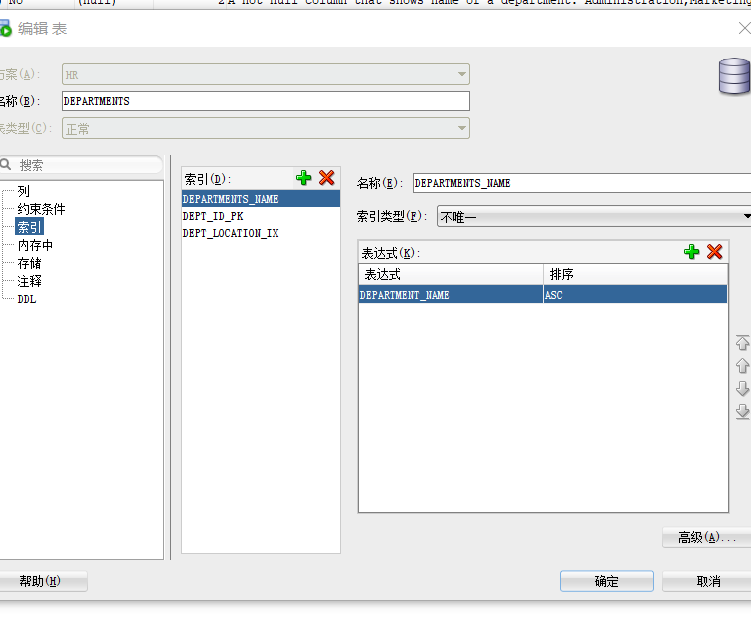 No (null) 2 A not null column that shows name of a department. Administration,Marketing
编辑 表
方案(A): HR
名称(B): DEPARTMENTS
表类型(C): 正常
搜索
列
约束条件
索引
内存中
存储
注释
DDL
索引(D):
DEPARTMENTS_NAME
DEPT_ID_PK
DEPT_LOCATION_IX
名称(E): DEPARTMENTS_NAME
索引类型(F): 不唯一
表达式(K):
表达式 排序
DEPARTMENT_NAME ASC
高级(A)...
帮助(H) 确定 取消